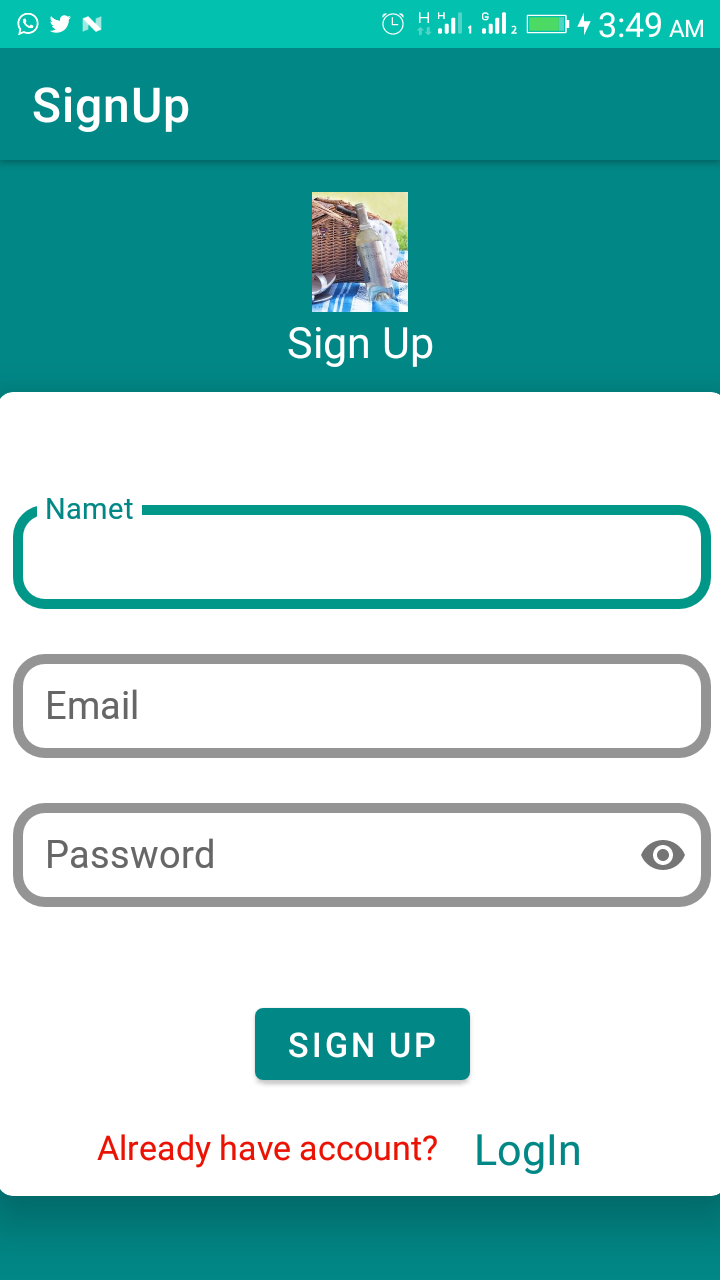 H H 1 G 2 3:49 AM
SignUp
Sign Up
Namet
Email
Password
SIGN UP
Already have account? LogIn